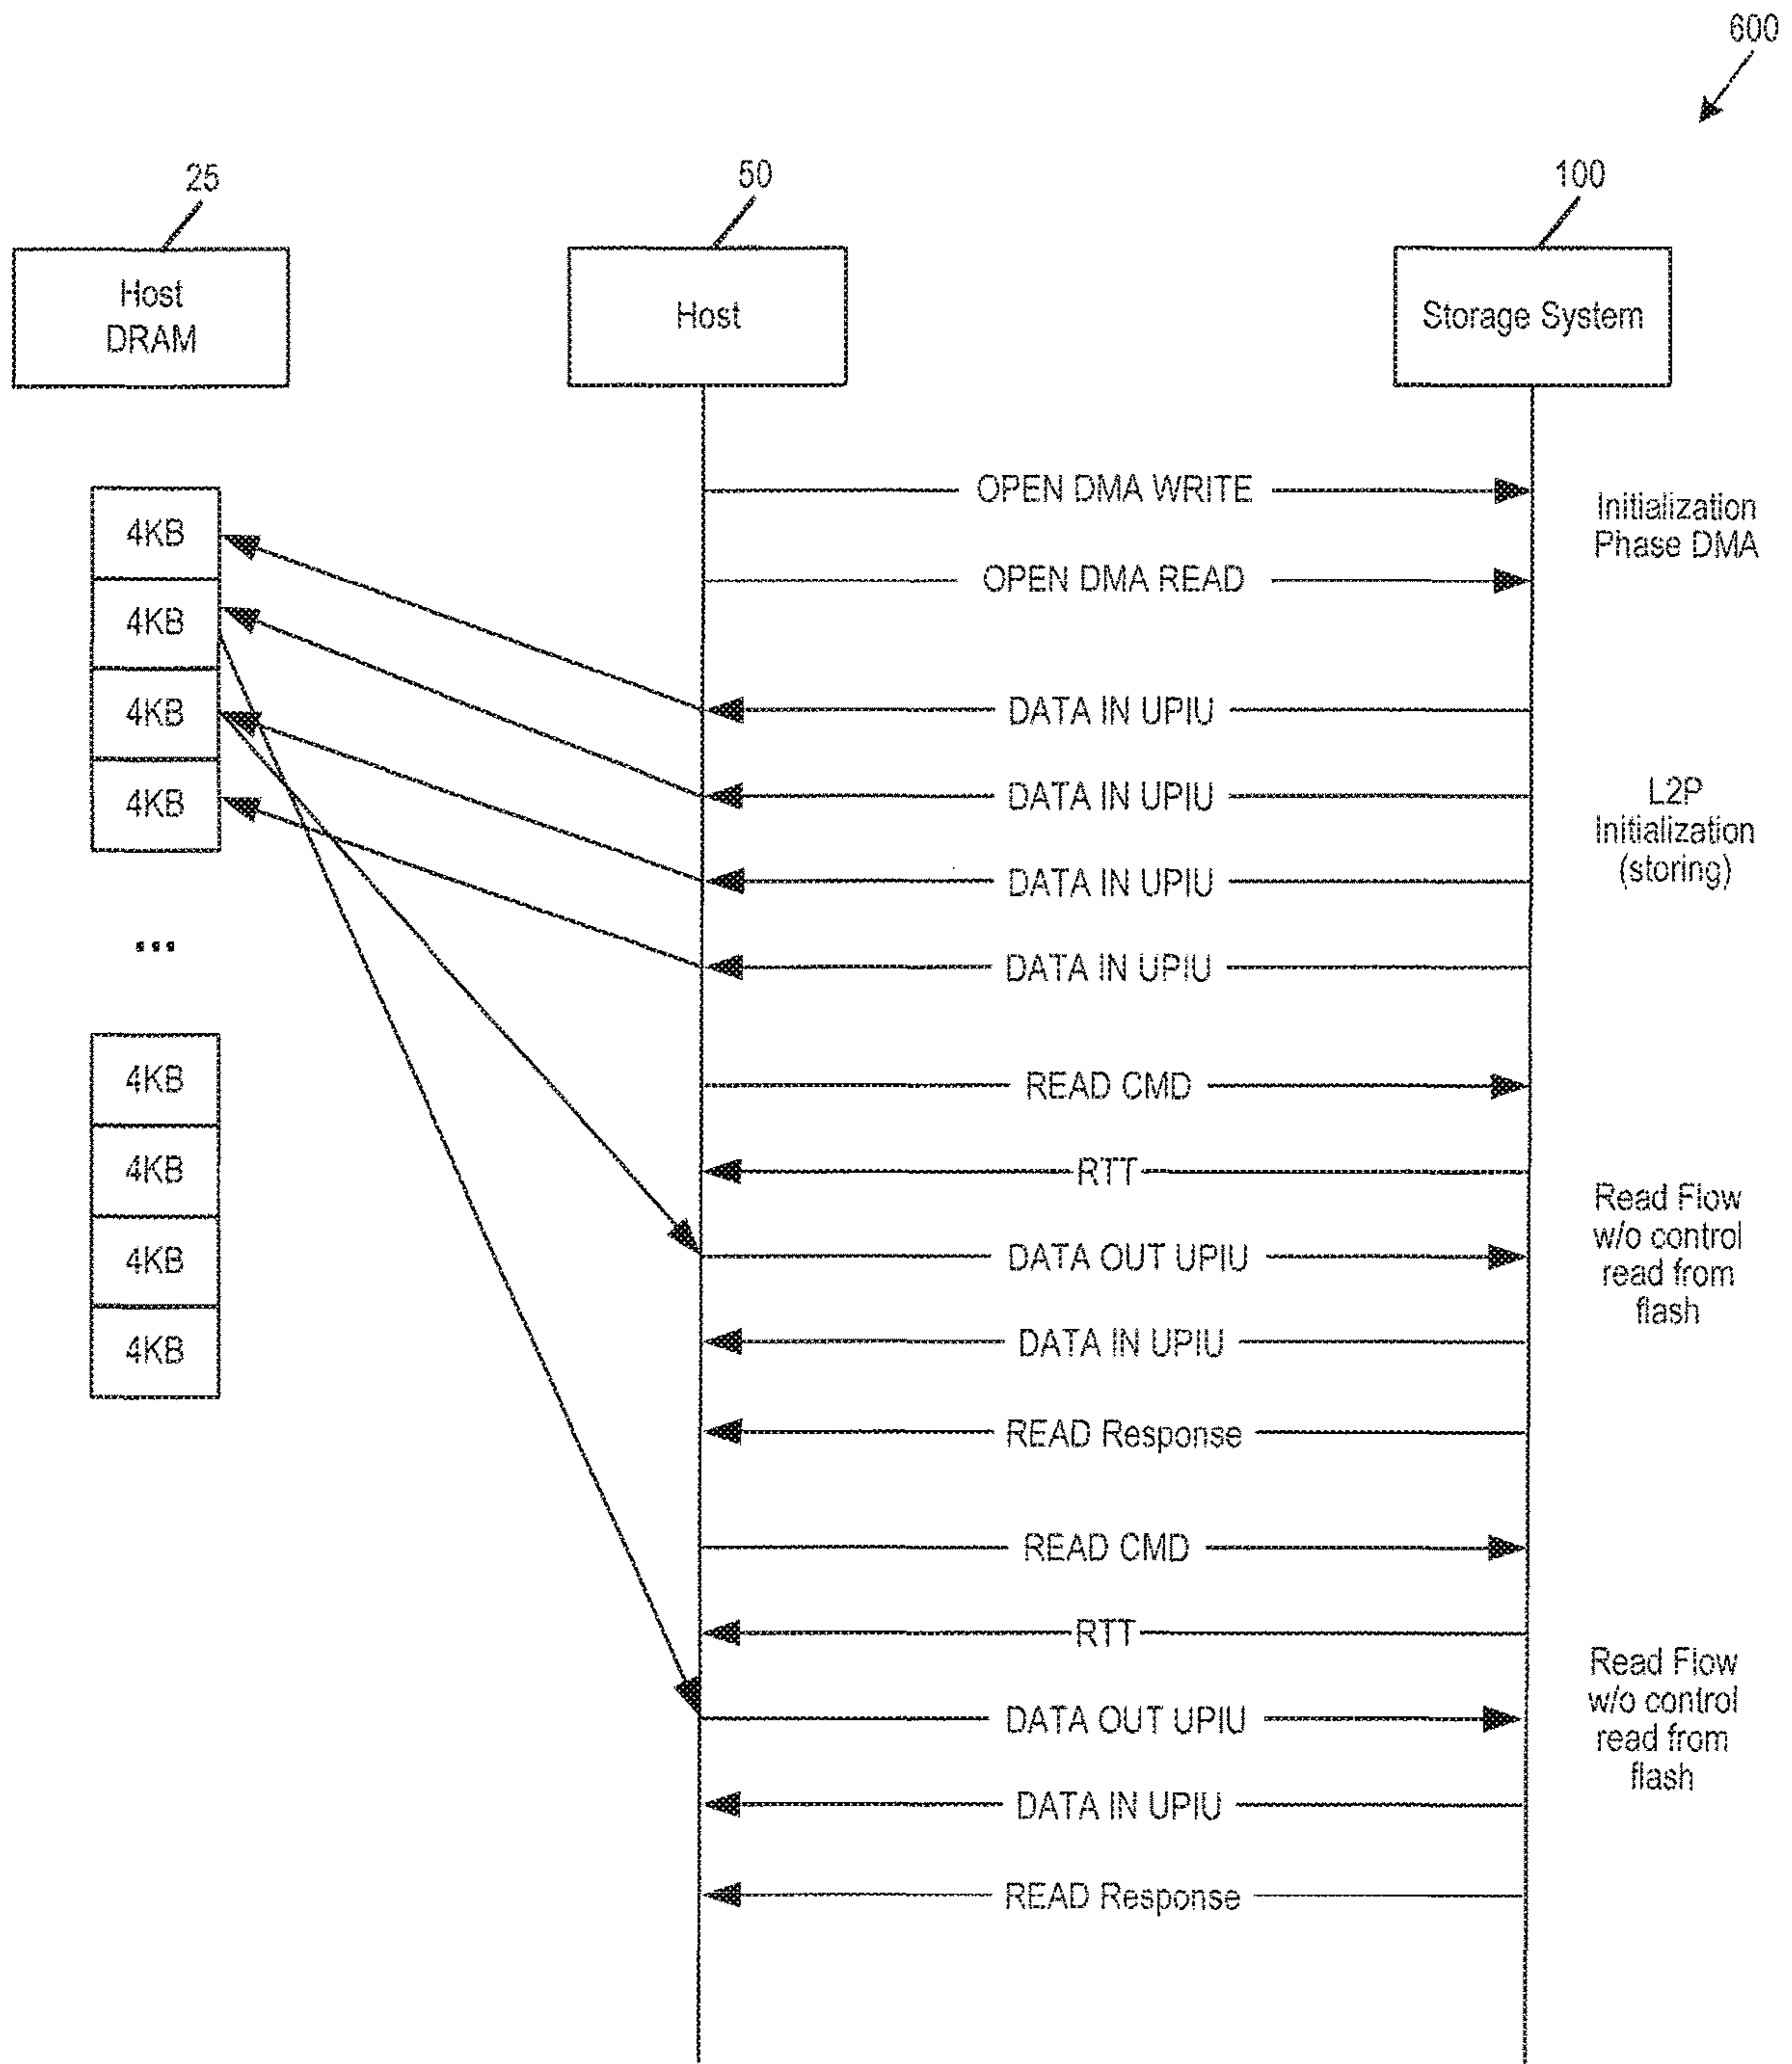 600
25
50
100
Host
DRAM
Host
Storage System
OPEN DMA WRITE
Initialization
Phase DMA
4KB
OPEN DMA READ
4KB
4KB
DATA IN UPIU
4KB
DATA IN UPIU
L2P
Initialization
(storing)
DATA IN UPIU
...
DATA IN UPIU
4KB
READ CMD
4KB
RTT
Read Flow
w/o control
read from
flash
4KB
DATA OUT UPIU
4KB
DATA IN UPIU
READ Response
READ CMD
RTT
Read Flow
w/o control
read from
flash
DATA OUT UPIU
DATA IN UPIU
READ Response